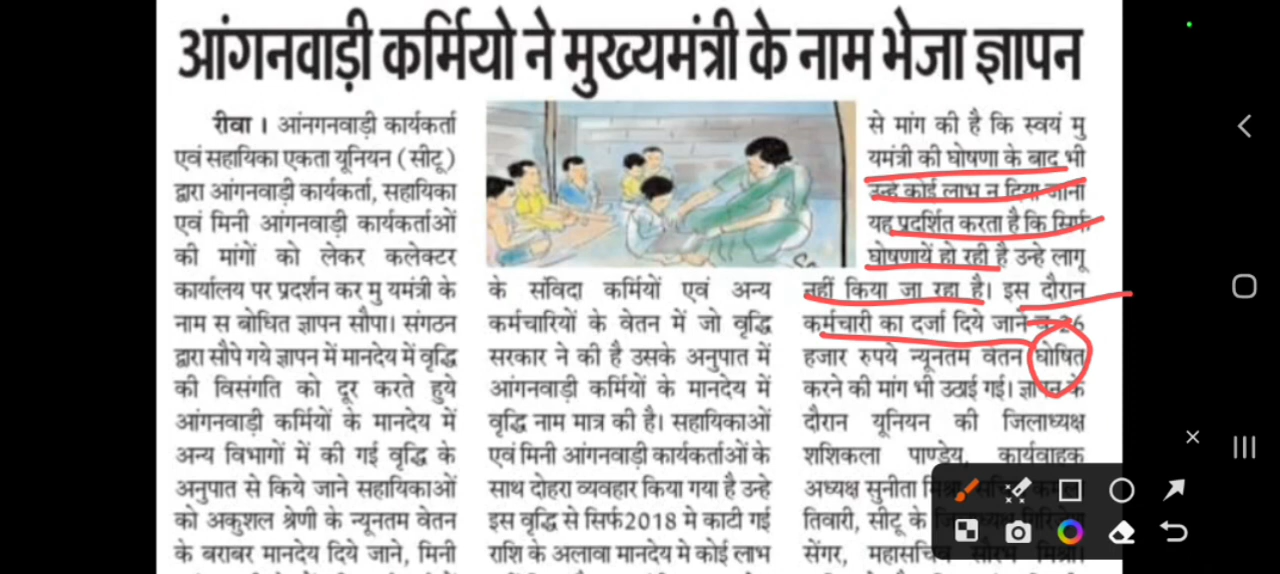 आंगनवाड़ी कर्मियो ने मुख्यमंत्री के नाम भेजा ज्ञापन
रीवा । आंनगनवाड़ी कार्यकर्ता
एवं सहायिका एकता यूनियन (सीटू)
द्वारा आंगनवाड़ी कार्यकर्ता, सहायिका
एवं मिनी आंगनवाड़ी कार्यकर्ताओं
की मांगों को लेकर कलेक्टर
कार्यालय पर प्रदर्शन कर मु यमंत्री के
नाम स बोधित ज्ञापन सौपा। संगठन
द्वारा सौपे गये ज्ञापन में मानदेय में वृद्धि
की विसंगति को दूर करते हुये
आंगनवाड़ी कर्मियों के मानदेय में
अन्य विभागों में की गई वृद्धि के
अनुपात से किये जाने सहायिकाओं
को अकुशल श्रेणी के न्यूनतम वेतन
के बराबर मानदेय दिये जाने, मिनी
के संविदा कर्मियों एवं अन्य
कर्मचारियों के वेतन में जो वृद्धि
सरकार ने की है उसके अनुपात में
आंगनवाड़ी कर्मियों के मानदेय में
वृद्धि नाम मात्र की है। सहायिकाओं
एवं मिनी आंगनवाड़ी कार्यकर्ताओं के
साथ दोहरा व्यवहार किया गया है उन्हे
इस वृद्धि से सिर्फ2018 मे काटी गई
राशि के अलावा मानदेय मे कोई लाभ
से मांग की है कि स्वयं मु
यमंत्री की घोषणा के बाद भी
उन्हे कोई लाभ न दिया जाना
यह प्रदर्शित करता है कि सिर्फ
घोषणायें हो रही है उन्हे लागू
नहीं किया जा रहा है। इस दौरान
कर्मचारी का दर्जा दिये जाने 26
हजार रुपये न्यूनतम वेतन घोषित
करने की मांग भी उठाई गई। ज्ञापन के
दौरान यूनियन की जिलाध्यक्ष
शशिकला पाण्डेय, कार्यवाहक
अध्यक्ष सुनीता
तिवारी, सीटू के
सेंगर,